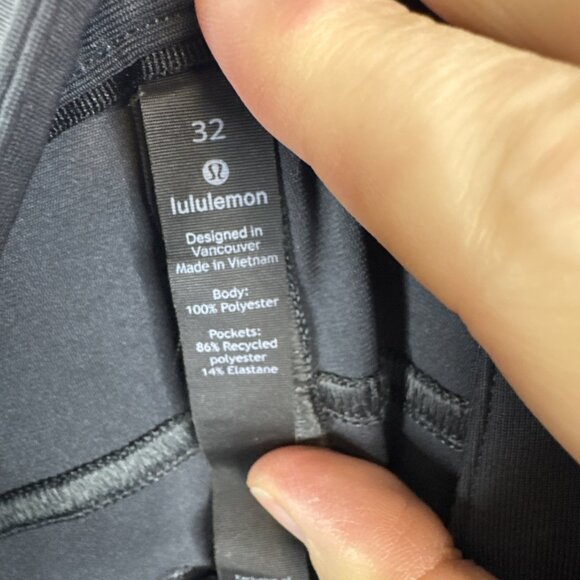 32
lululemon
Designed in
Vancouver
Made in Vietnam
Body:
100% Polyester
Pockets:
86% Recycled
polyester
14% Elastane